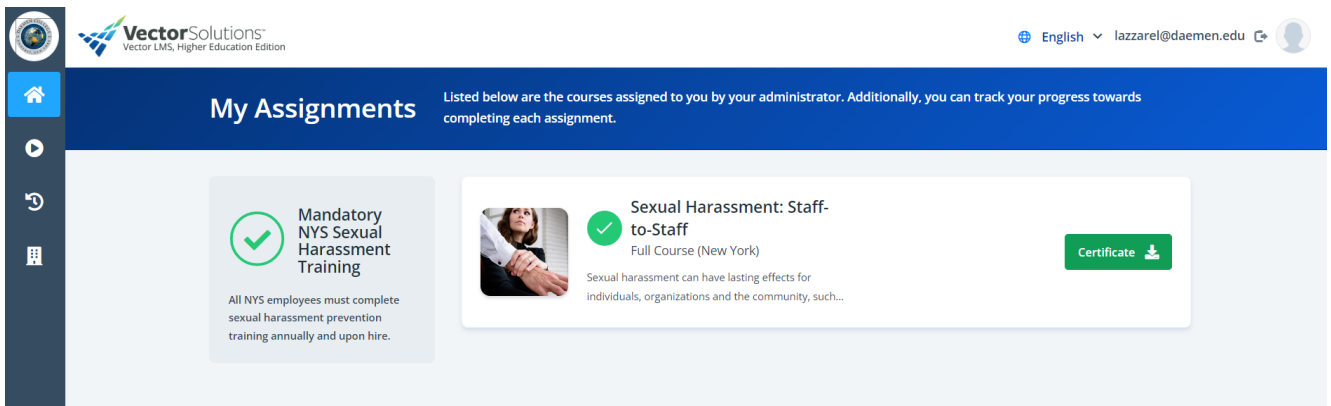 VectorSolutions™
Vector LMS, Higher Education Edition
English
lazzarel@daemen.edu
My Assignments
Listed below are the courses assigned to you by your administrator. Additionally, you can track your progress towards
completing each assignment.
Mandatory
NYS Sexual
Harassment
Training
All NYS employees must complete
sexual harassment prevention
training annually and upon hire.
Sexual Harassment: Staff-
to-Staff
Full Course (New York)
Sexual harassment can have lasting effects for
individuals, organizations and the community, such...
Certificate